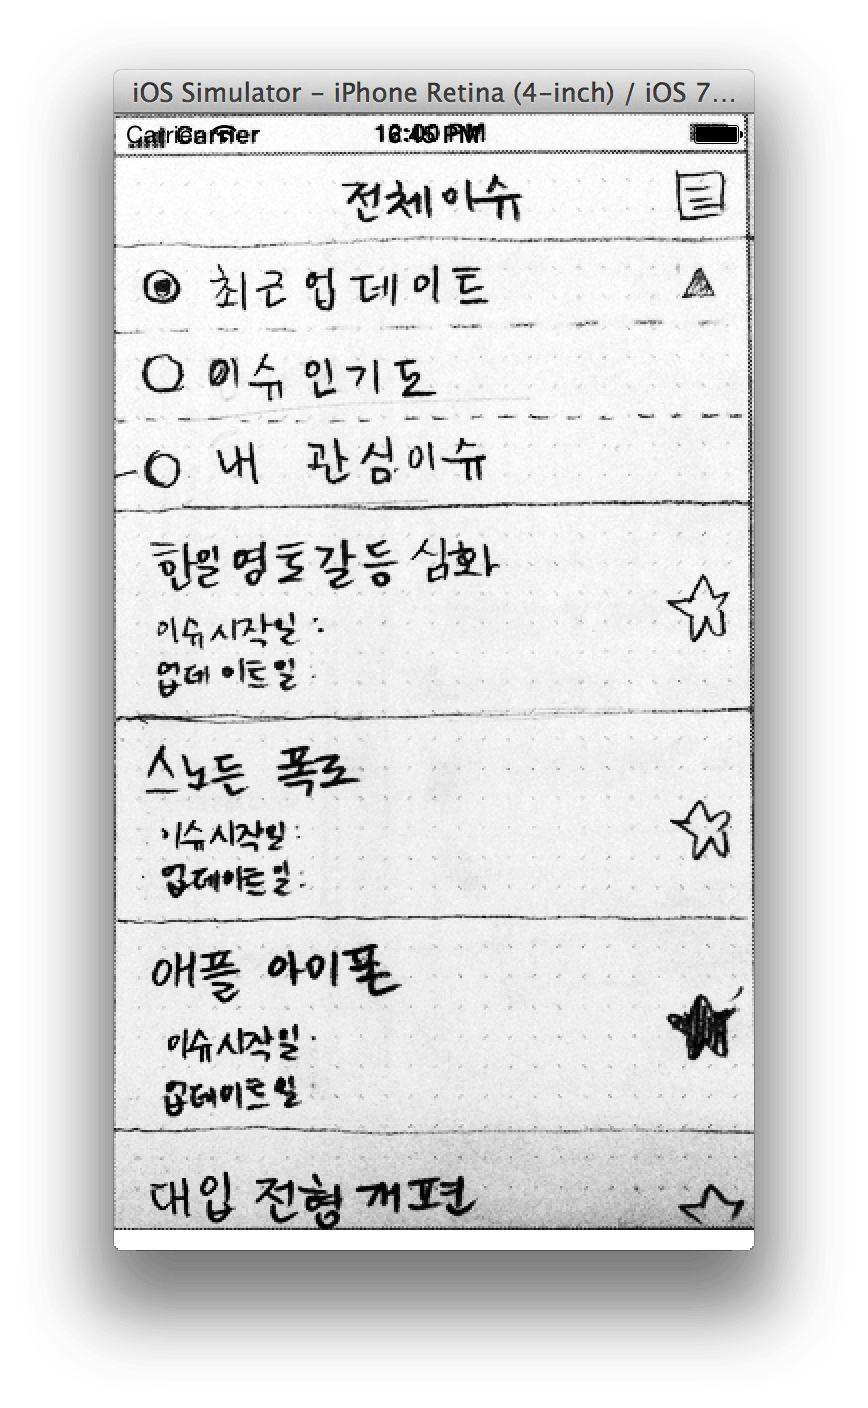 iOS Simulator – iPhone Retina (4-inch) / iOS 7...
Carrier
전체이슈
최근업데이트
이슈인기도
내 관심이슈
한일영토갈등심화
이슈시작일 :
업데이트일 :
스노든 폭로
이슈시작일 :
업데이트일 :
애플 아이폰
이슈시작일 :
업데이트일 :
대입 전형개편